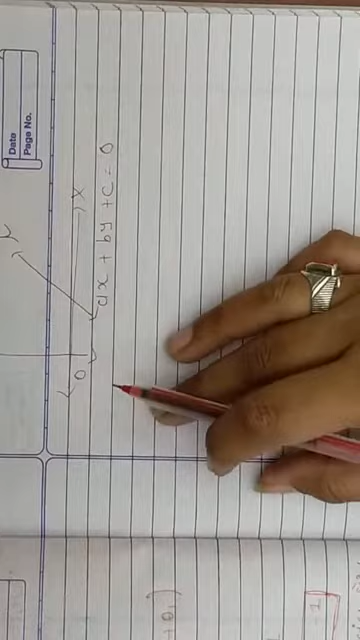 Date
Page No.
Y
X
O
ax + by + c = 0